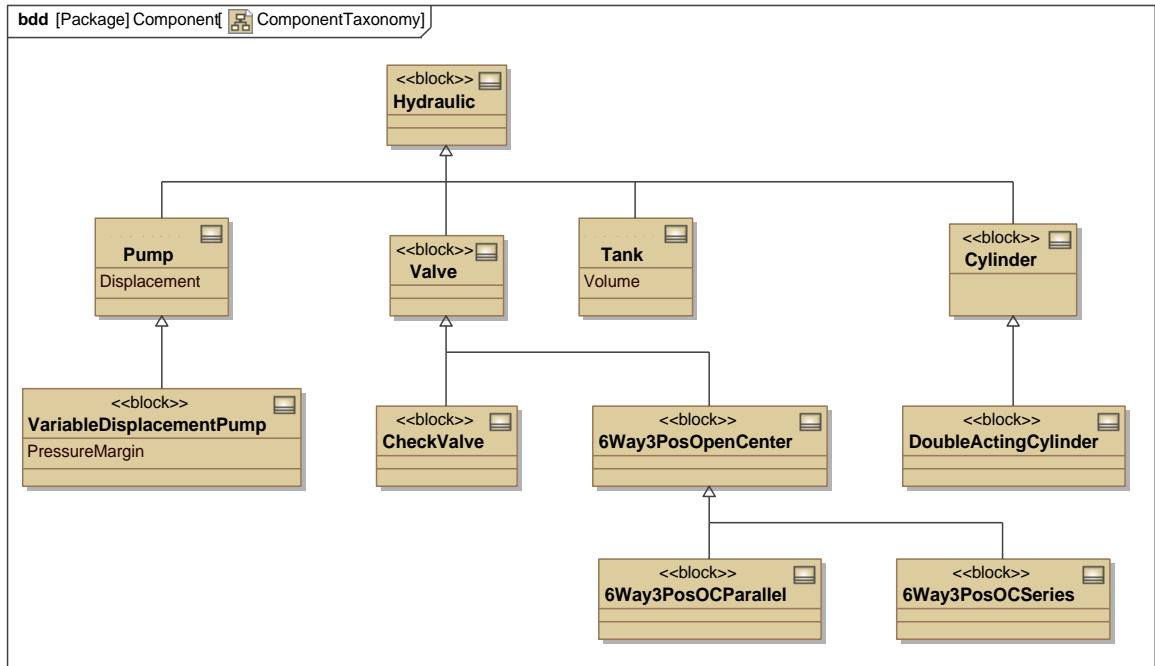 bdd [Package] Component[ ComponentTaxonomy]
<<block>>
Hydraulic
Pump
Displacement
<<block>>
Valve
Tank
Volume
<<block>>
Cylinder
<<block>>
VariableDisplacementPump
PressureMargin
<<block>>
CheckValve
<<block>>
6Way3PosOpenCenter
<<block>>
DoubleActingCylinder
<<block>>
6Way3PosOCParallel
<<block>>
6Way3PosOCSeries